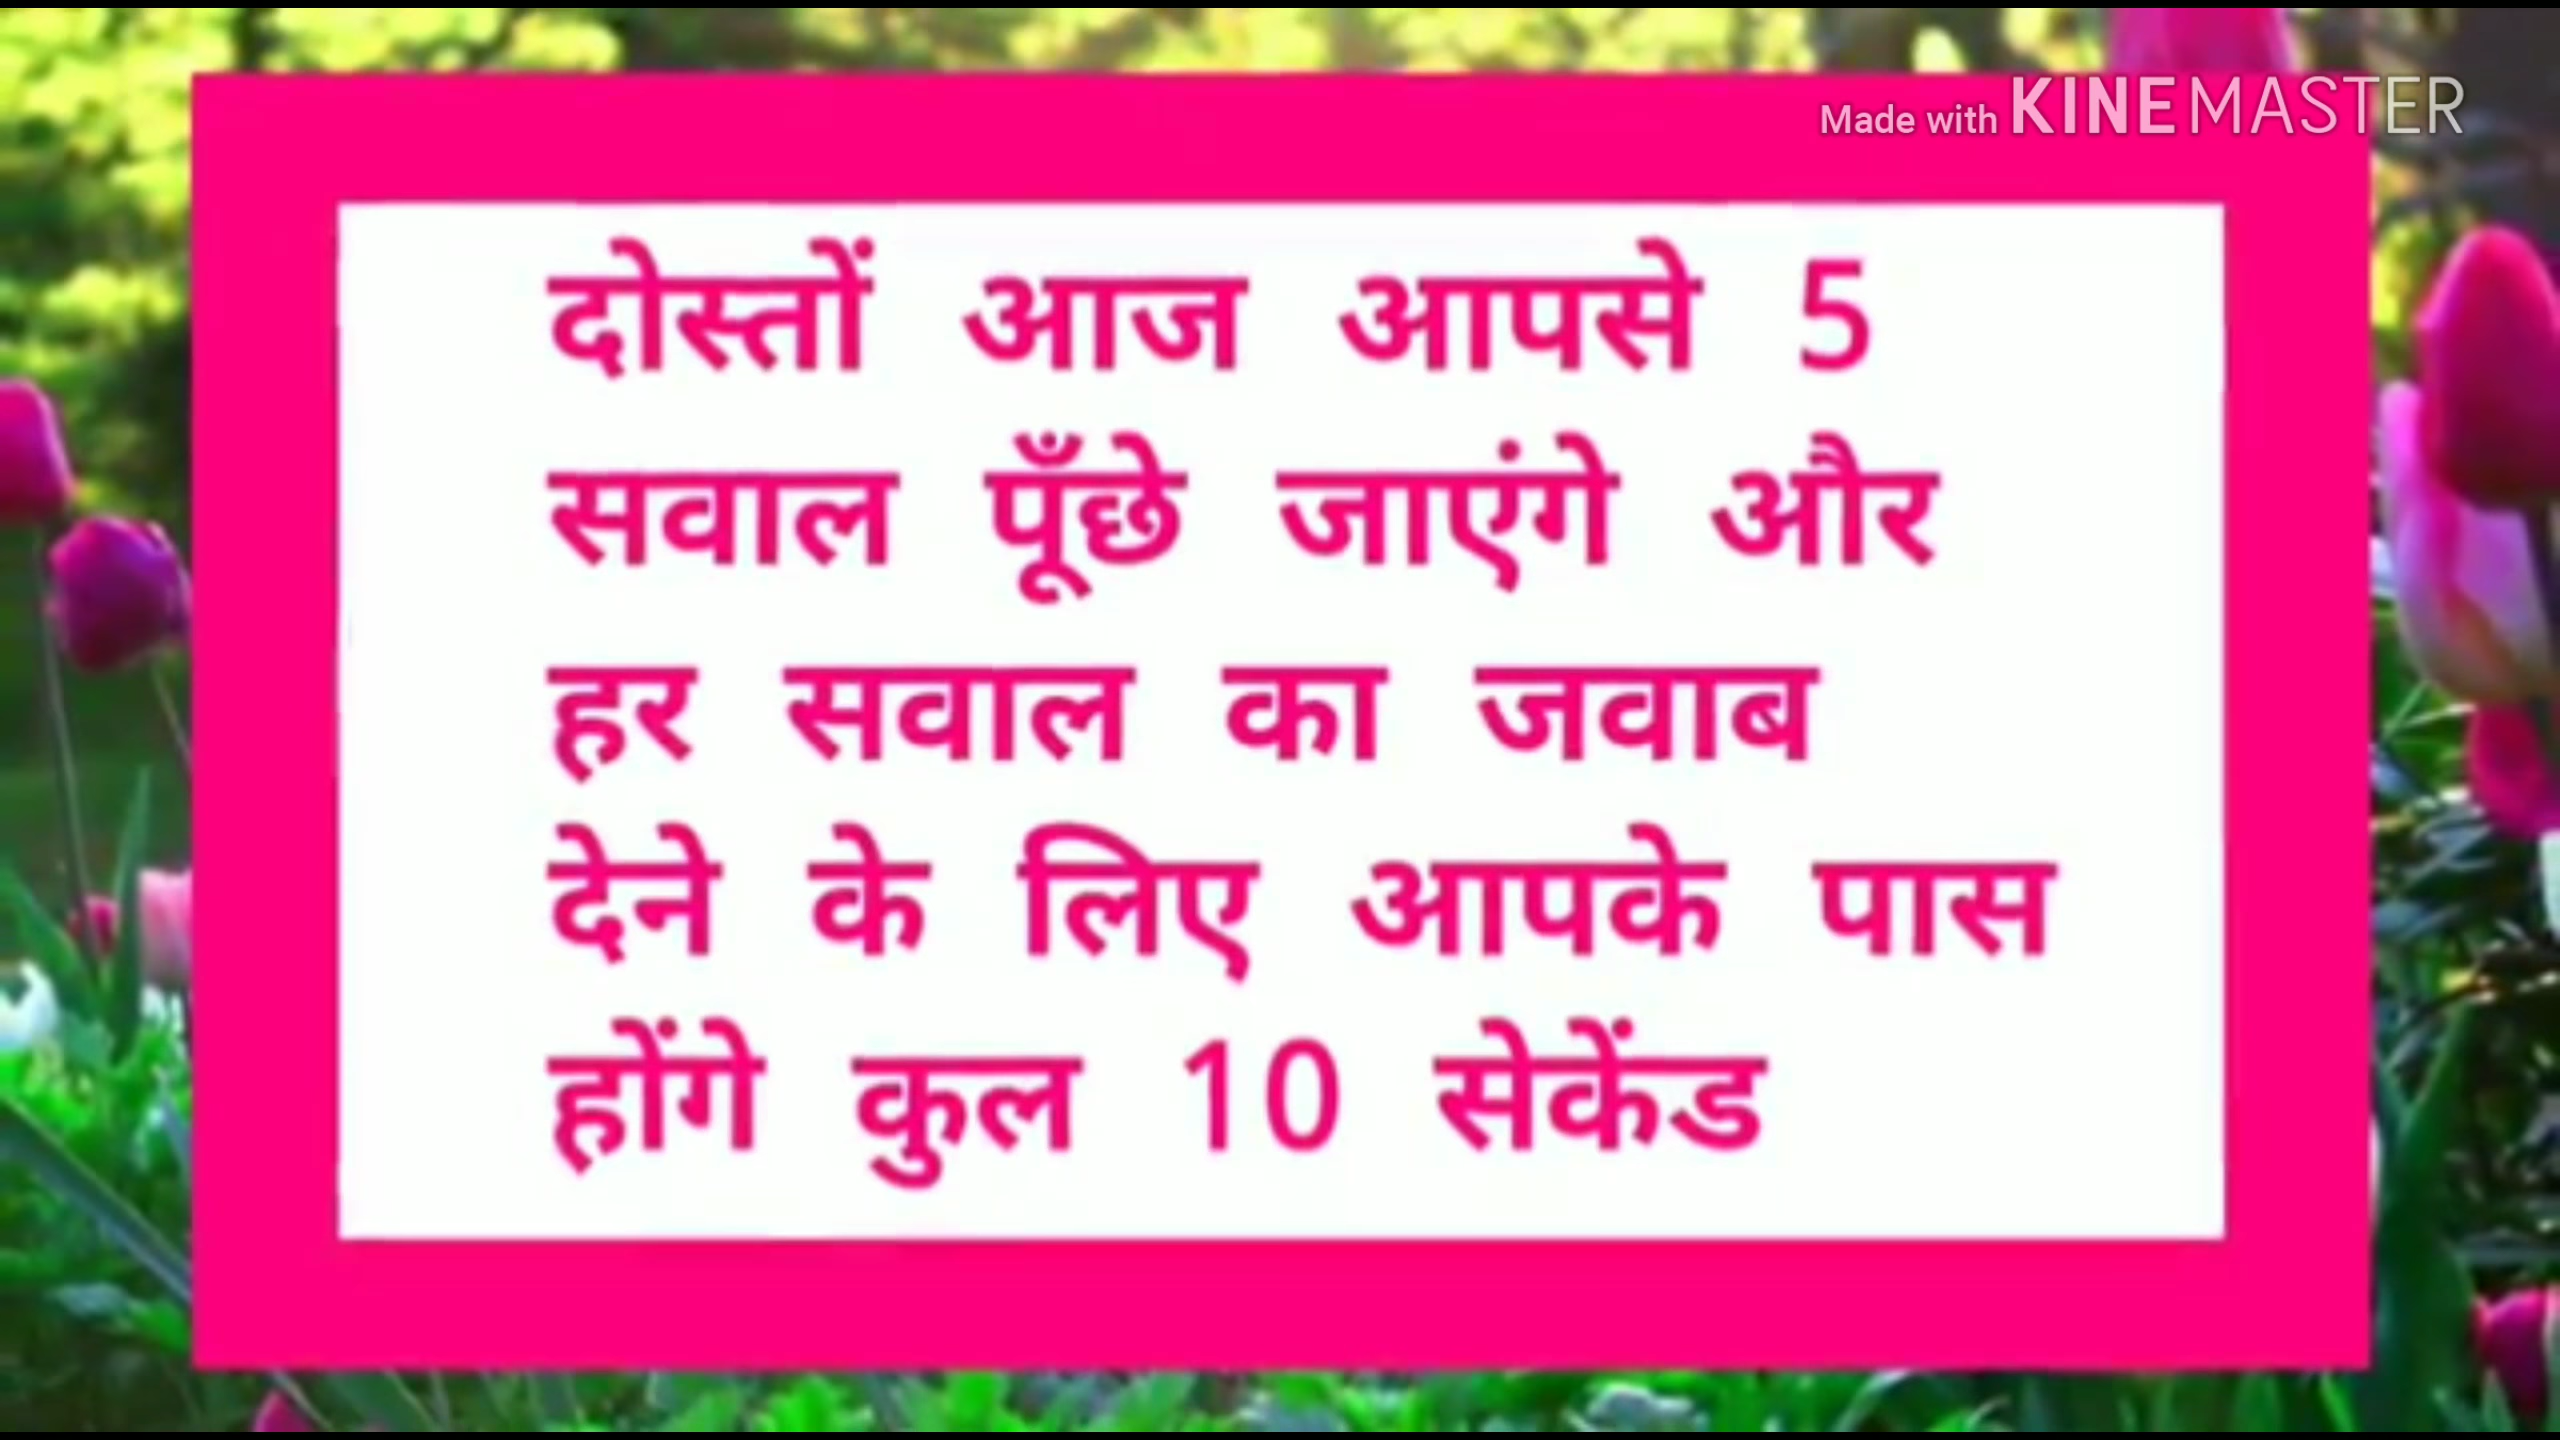 Made with KINEMASTER
दोस्तों आज आपसे 5
सवाल पूँछे जाएंगे और
हर सवाल का जवाब
देने के लिए आपके पास
होंगे कुल 10 सेकेंड